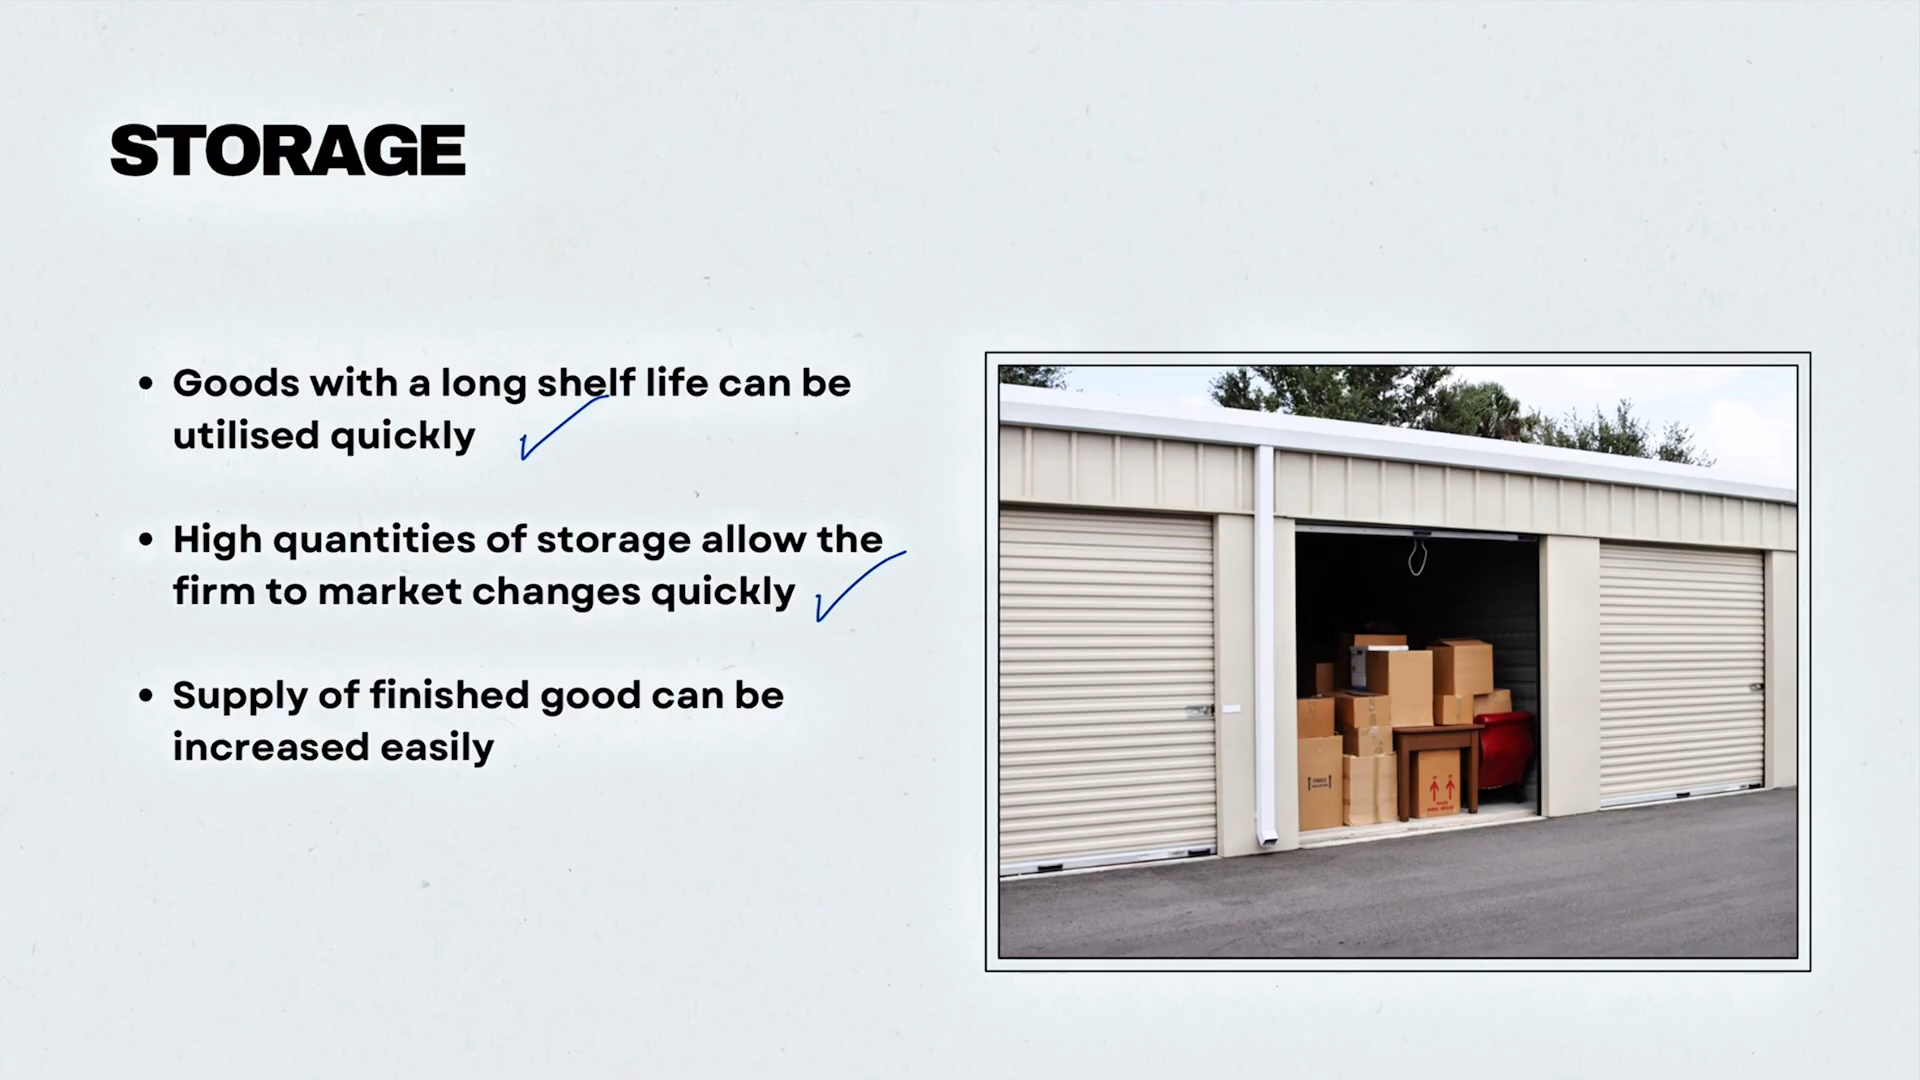 STORAGE
• Goods with a long shelf life can be
utilised quickly
• High quantities of storage allow the
firm to market changes quickly
• Supply of finished good can be
increased easily